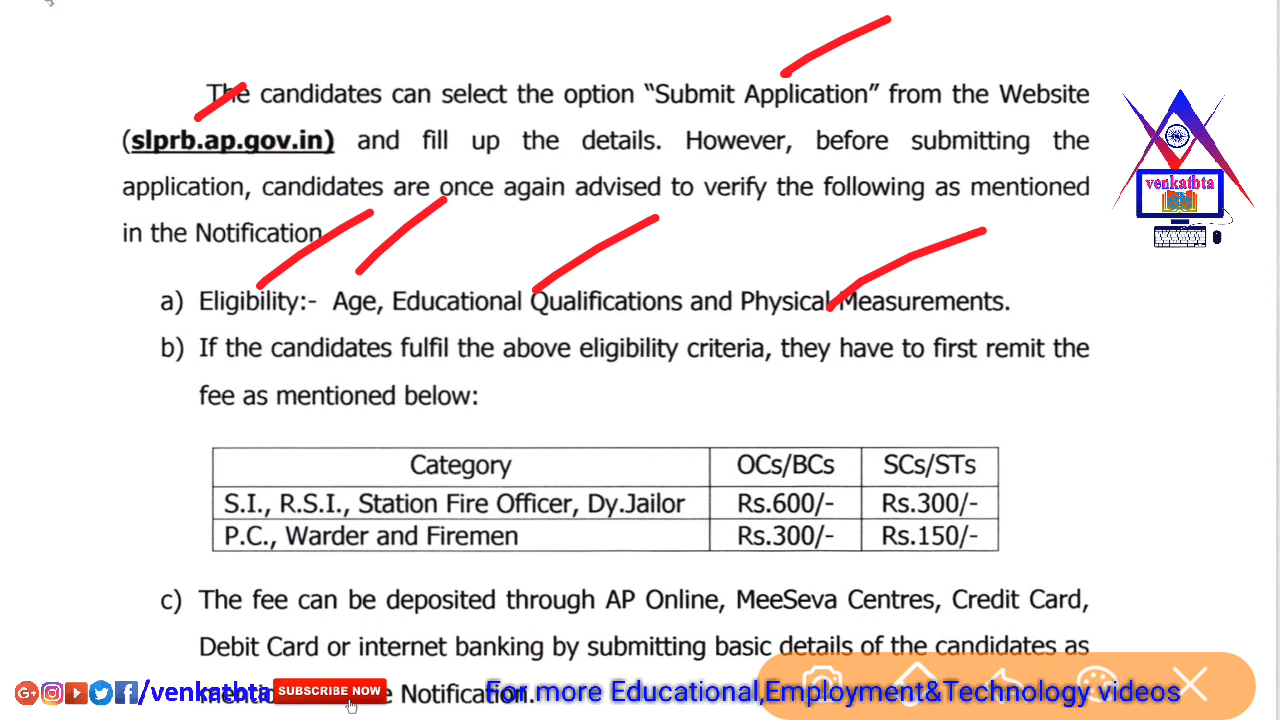 The candidates can select the option “Submit Application” from the Website
(slprb.ap.gov.in) and fill up the details. However, before submitting the
application, candidates are once again advised to verify the following as mentioned
in the Notification
venkatbta
a) Eligibility:- Age, Educational Qualifications and Physical Measurements.
b) If the candidates fulfil the above eligibility criteria, they have to first remit the
fee as mentioned below:
Category OCs/BCs SCs/STs
S.I., R.S.I., Station Fire Officer, Dy.Jailor Rs.600/- Rs.300/-
P.C., Warder and Firemen Rs.300/- Rs.150/-
c) The fee can be deposited through AP Online, MeeSeva Centres, Credit Card,
Debit Card or internet banking by submitting basic details of the candidates as
Notification.
/venkatbta SUBSCRIBE NOW For more Educational,Employment&Technology videos